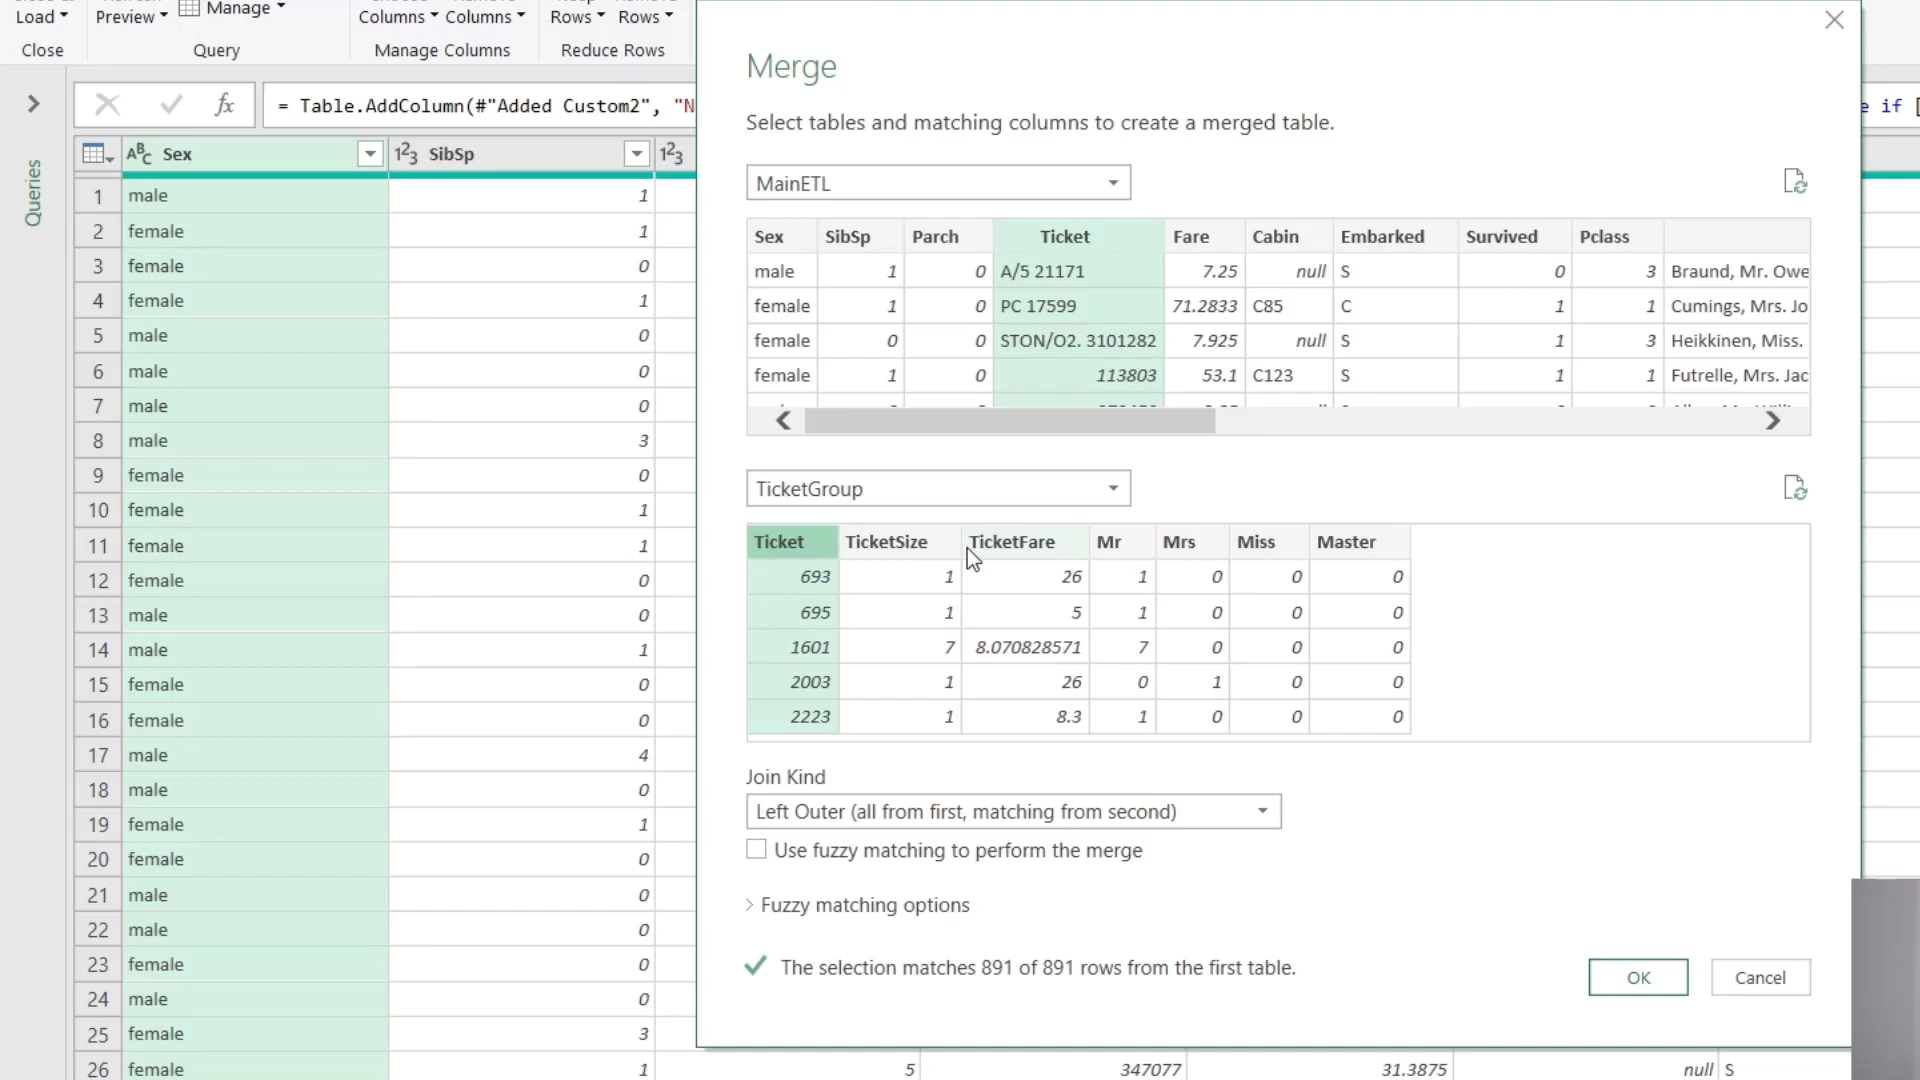 Load Preview Manage Columns Columns Rows Rows
Close Query Manage Columns Reduce Rows
fx = Table.AddColumn(#"Added Custom2", "N
e if [
Queries
ABC Sex 123 SibSp 123
1 male 1
2 female 1
3 female 0
4 female 1
5 male 0
6 male 0
7 male 0
8 male 3
9 female 0
10 female 1
11 female 1
12 female 0
13 male 0
14 male 1
15 female 0
16 female 0
17 male 4
18 male 0
19 female 1
20 female 0
21 male 0
22 male 0
23 female 0
24 male 0
25 female 3
26 female 1 5 347077 31.3875 null S
Merge
Select tables and matching columns to create a merged table.
MainETL
Sex SibSp Parch Ticket Fare Cabin Embarked Survived Pclass
male 1 0 A/5 21171 7.25 null S 0 3 Braund, Mr. Owe
female 1 0 PC 17599 71.2833 C85 C 1 1 Cumings, Mrs. Jo
female 0 0 STON/O2. 3101282 7.925 null S 1 3 Heikkinen, Miss.
female 1 0 113803 53.1 C123 S 1 1 Futrelle, Mrs. Jac
TicketGroup
Ticket TicketSize TicketFare Mr Mrs Miss Master
693 1 26 1 0 0 0
695 1 5 1 0 0 0
1601 7 8.070828571 7 0 0 0
2003 1 26 0 1 0 0
2223 1 8.3 1 0 0 0
Join Kind
Left Outer (all from first, matching from second)
Use fuzzy matching to perform the merge
Fuzzy matching options
The selection matches 891 of 891 rows from the first table.
OK Cancel